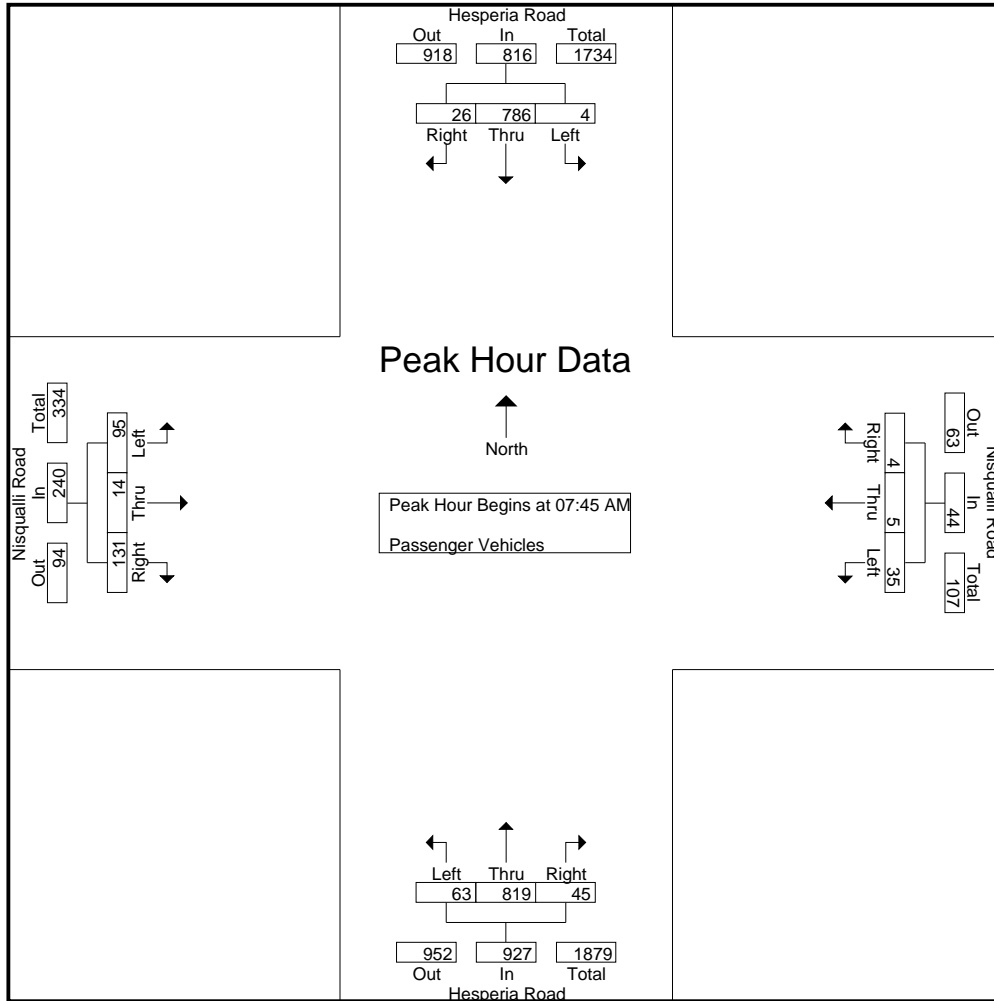 Hesperia Road
Out In Total
918 816 1734
26 786 4
Right Thru Left
Peak Hour Data
North
Peak Hour Begins at 07:45 AM
Passenger Vehicles
Nisqualli Road
Total In Out
334 240 94
95 14 131
Left Thru Right
Nisqualli Road
Out In Total
63 44 107
4 5 35
Right Thru Left
Left Thru Right
63 819 45
952 927 1879
Out In Total
Hesperia Road